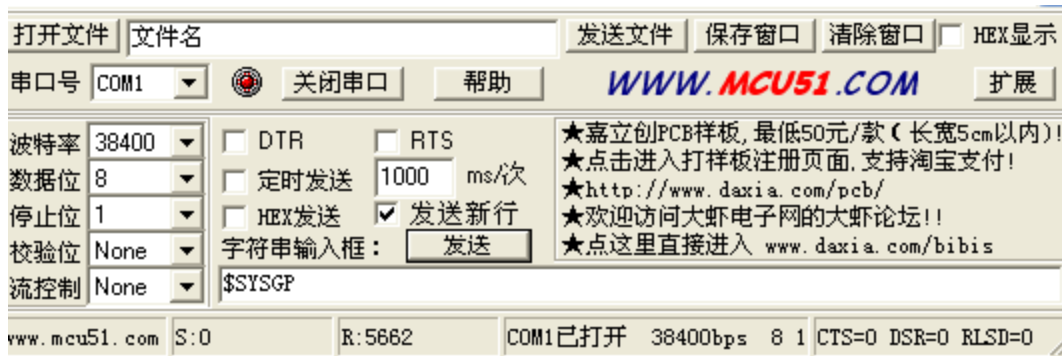 打开文件 文件名 发送文件 保存窗口 清除窗口 HEX显示
串口号 COM1 关闭串口 帮助 WWW.MCU51.COM 扩展
波特率 38400 DTR RTS
数据位 8 定时发送 1000 ms/次
停止位 1 HEX发送 发送新行
校验位 None 字符串输入框： 发送
流控制 None $SYSGP
★嘉立创PCB样板,最低50元/款(长宽5cm以内)!
★点击进入打样板注册页面,支持淘宝支付!
★http://www.daxia.com/pcb/
★欢迎访问大虾电子网的大虾论坛!!
★点这里直接进入 www.daxia.com/bibis
www.mcu51.com S:0 R:5662 COM1已打开 38400bps 8 1 CTS=0 DSR=0 RLSD=0